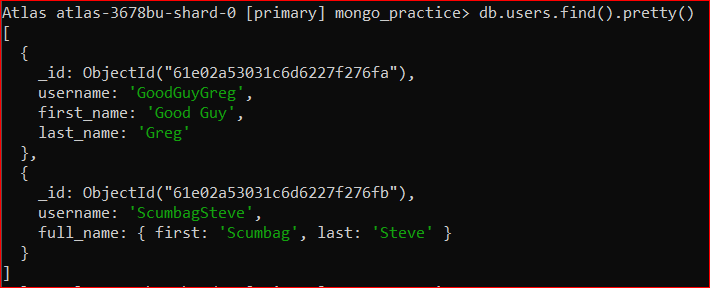 Atlas atlas-3678bu-shard-0 [primary] mongo_practice> db.users.find().pretty()
[
  {
    _id: ObjectId("61e02a53031c6d6227f276fa"),
    username: 'GoodGuyGreg',
    first_name: 'Good Guy',
    last_name: 'Greg'
  },
  {
    _id: ObjectId("61e02a53031c6d6227f276fb"),
    username: 'ScumbagSteve',
    full_name: { first: 'Scumbag', last: 'Steve' }
  }
]